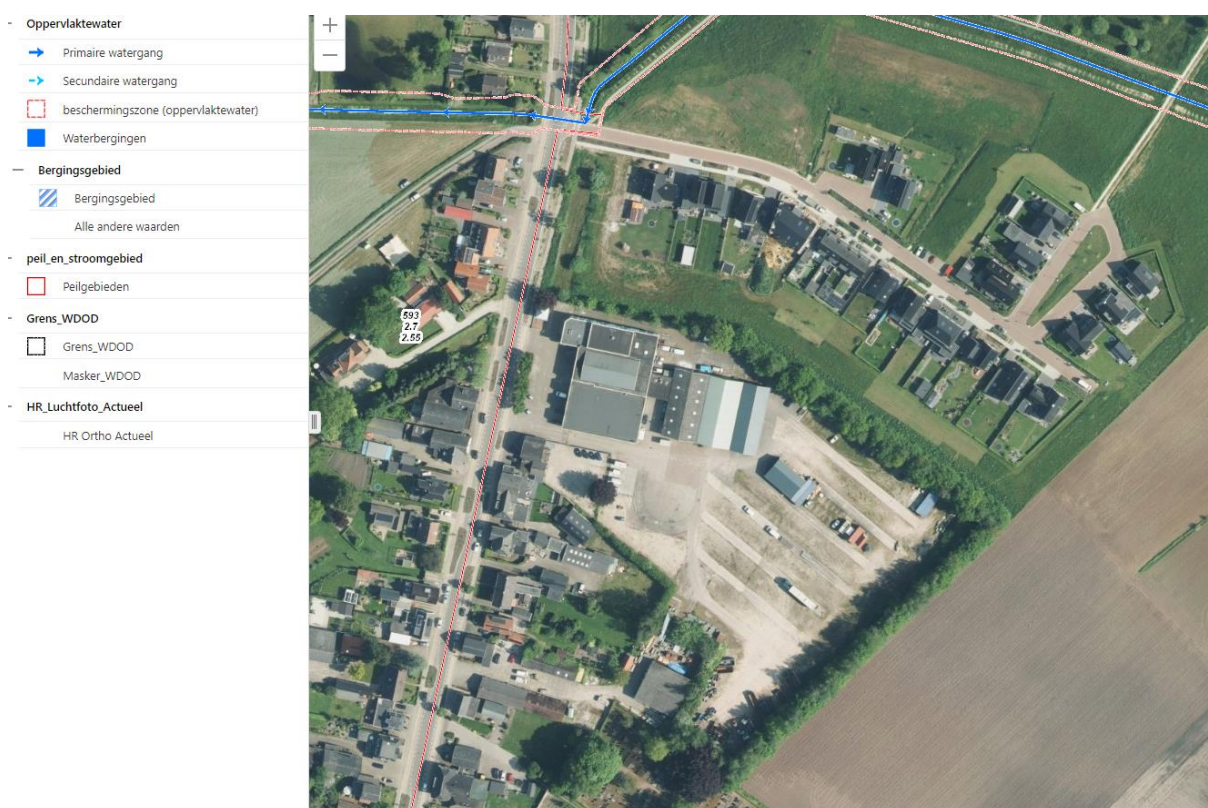 - Oppervlaktewater
Primaire watergang
Secundaire watergang
beschermingszone (oppervlaktewater)
Waterbergingen
— Bergingsgebied
Bergingsgebied
Alle andere waarden
- peil_en_stroomgebied
Peilgebieden
- Grens_WDOD
Grens_WDOD
Masker_WDOD
- HR_Luchtfoto_Actueel
HR Ortho Actueel
+
—
593
2.7
2.55